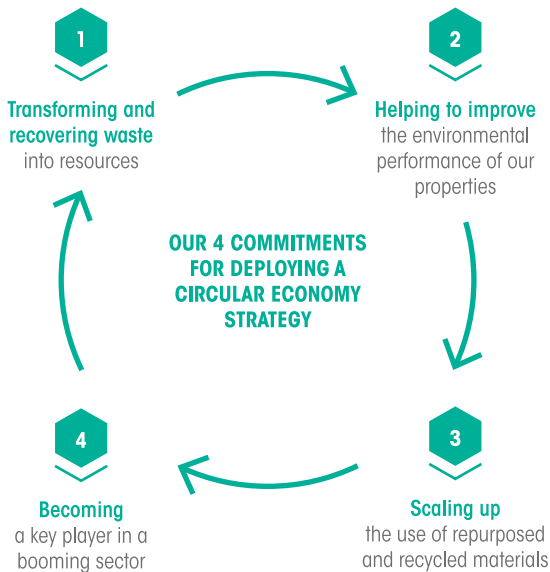 1
Transforming and
recovering waste
into resources
2
Helping to improve
the environmental
performance of our
properties
OUR 4 COMMITMENTS
FOR DEPLOYING A
CIRCULAR ECONOMY
STRATEGY
3
Scaling up
the use of repurposed
and recycled materials
4
Becoming
a key player in a
booming sector